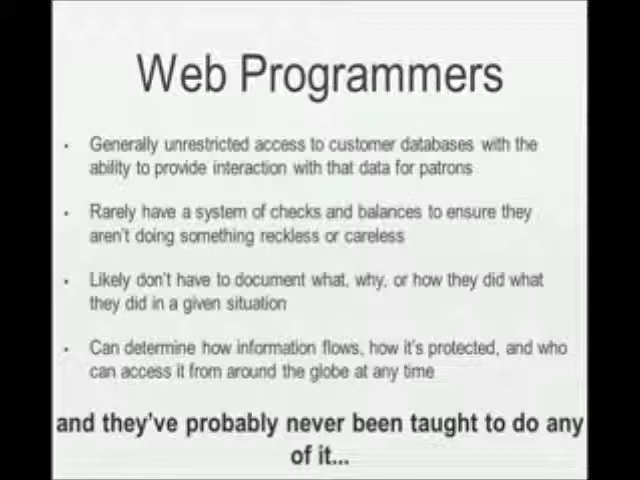 Web Programmers
• Generally unrestricted access to customer databases with the
ability to provide interaction with that data for patrons
• Rarely have a system of checks and balances to ensure they
aren't doing something reckless or careless
• Likely don't have to document what, why, or how they did what
they did in a given situation
• Can determine how information flows, how it's protected, and who
can access it from around the globe at any time
and they've probably never been taught to do any
of it...